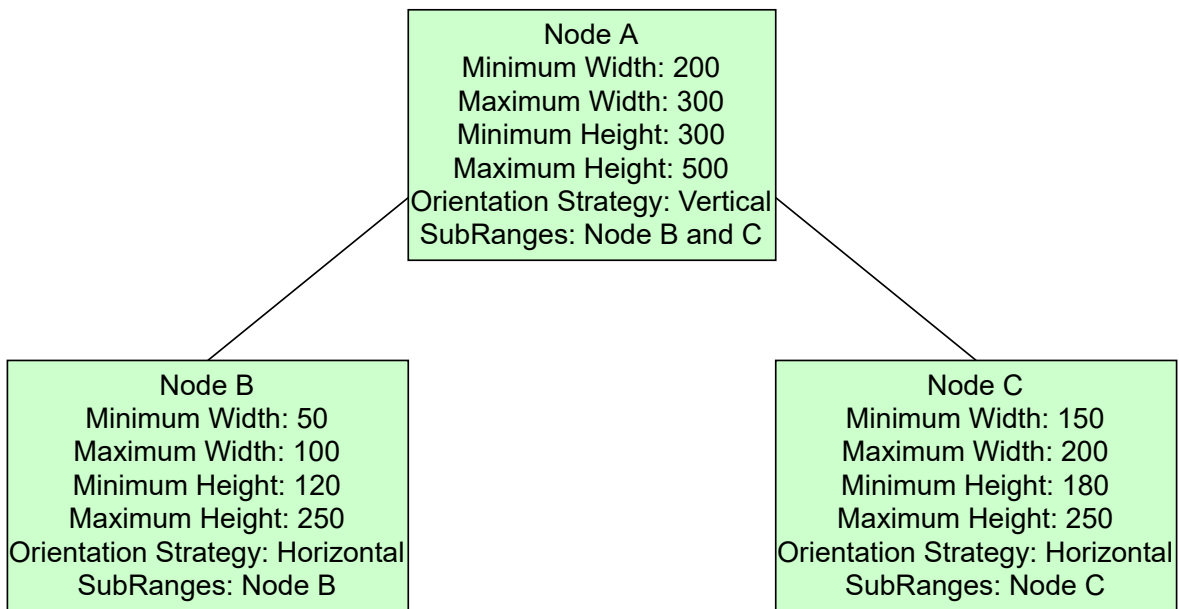 Node A
Minimum Width: 200
Maximum Width: 300
Minimum Height: 300
Maximum Height: 500
Orientation Strategy: Vertical
SubRanges: Node B and C
Node B
Minimum Width: 50
Maximum Width: 100
Minimum Height: 120
Maximum Height: 250
Orientation Strategy: Horizontal
SubRanges: Node B
Node C
Minimum Width: 150
Maximum Width: 200
Minimum Height: 180
Maximum Height: 250
Orientation Strategy: Horizontal
SubRanges: Node C